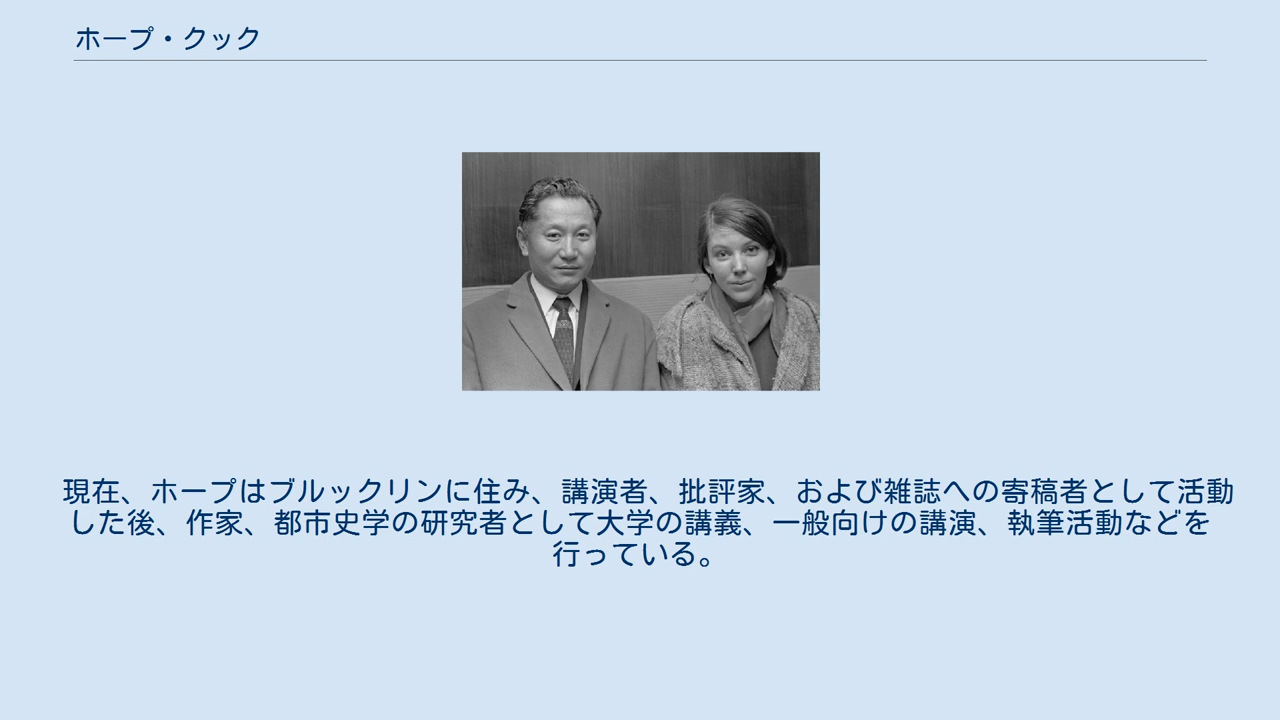 ホープ・クック
現在、ホープはブルックリンに住み、講演者、批評家、および雑誌への寄稿者として活動
した後、作家、都市史学の研究者として大学の講義、一般向けの講演、執筆活動などを
行っている。